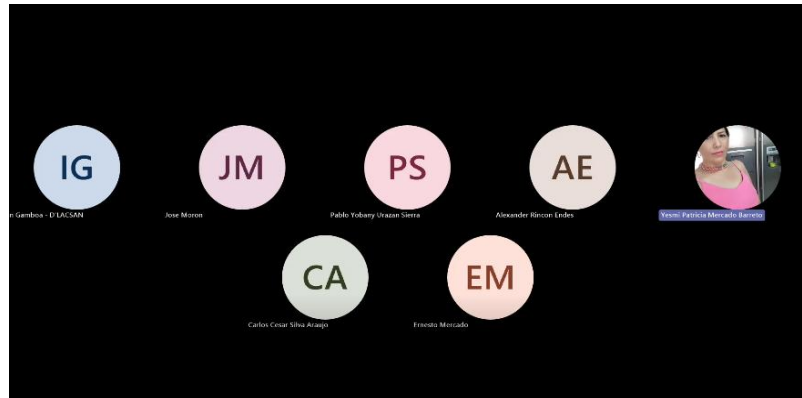 IG
JM
PS
AE
n Gamboa - D'LACSAN
Jose Moron
Pablo Yobany Urazan Sierra
Alexander Rincon Endes
Yesmi Patricia Mercado Barreto
CA
EM
Carlos Cesar Silva Araujo
Ernesto Mercado